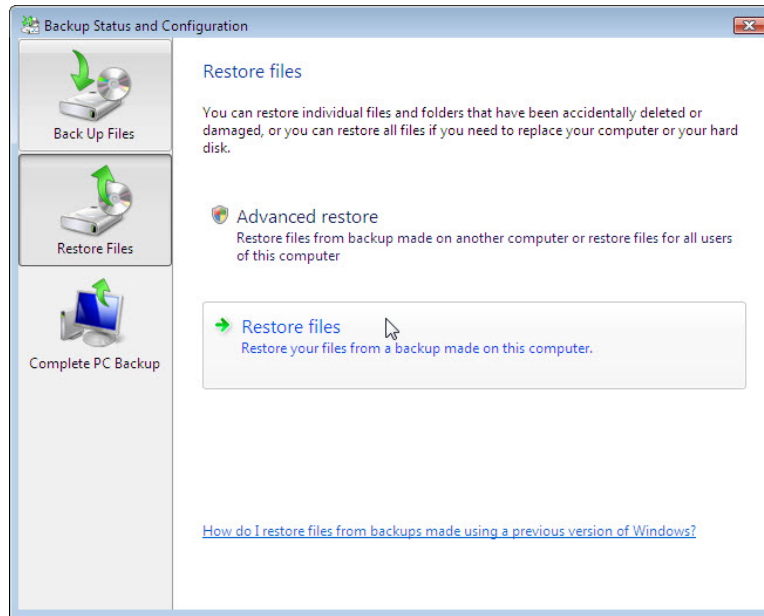 Backup Status and Configuration
Back Up Files
Restore Files
Complete PC Backup
Restore files
You can restore individual files and folders that have been accidentally deleted or
damaged, or you can restore all files if you need to replace your computer or your hard
disk.
Advanced restore
Restore files from backup made on another computer or restore files for all users
of this computer
Restore files
Restore your files from a backup made on this computer.
How do I restore files from backups made using a previous version of Windows?